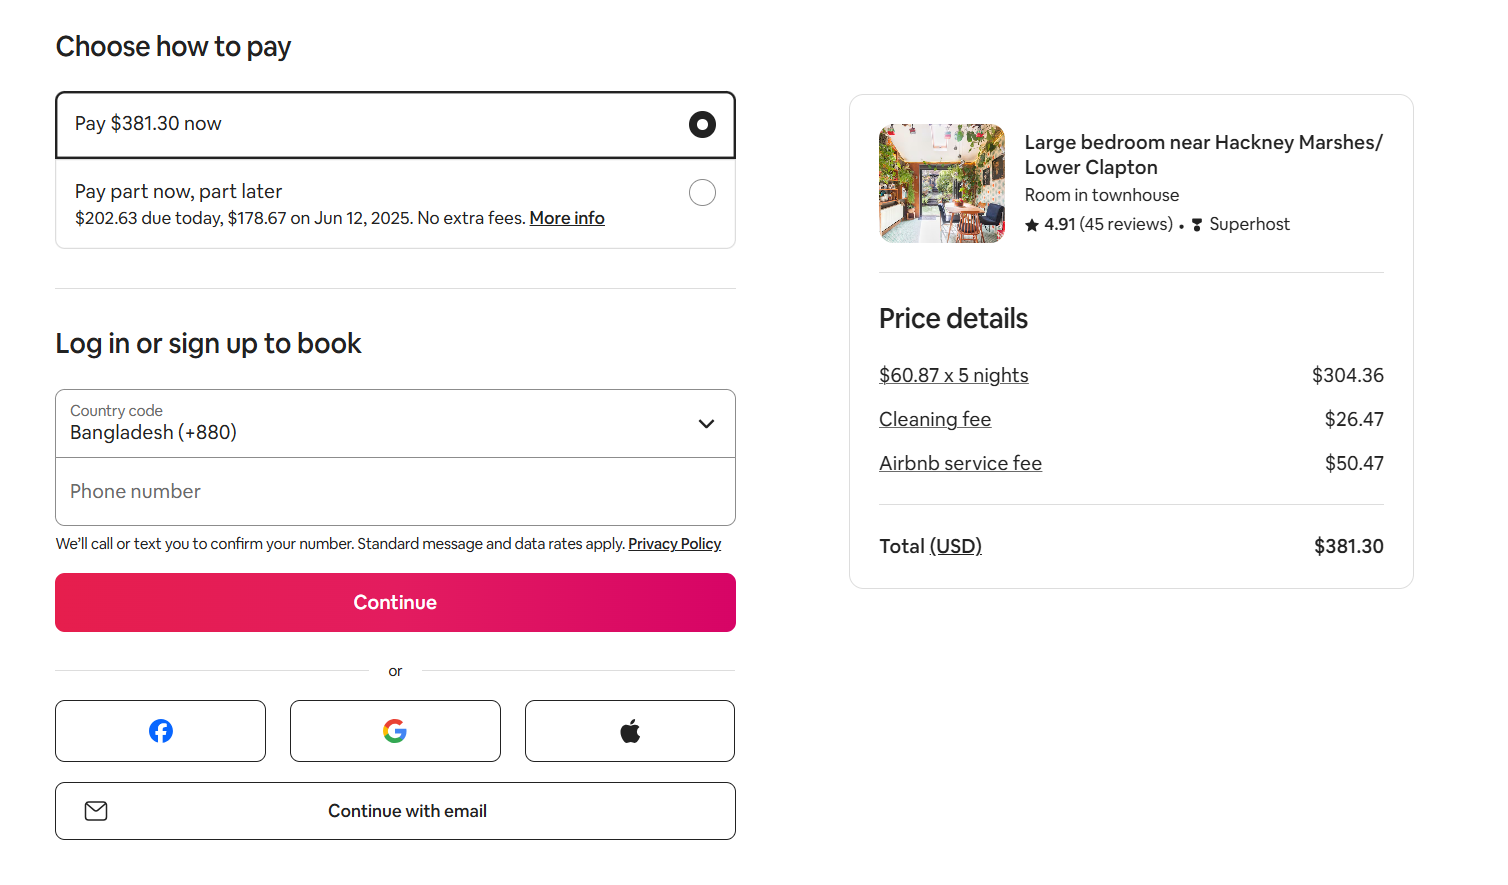 Choose how to pay
Pay $381.30 now
Pay part now, part later
$202.63 due today, $178.67 on Jun 12, 2025. No extra fees. More info
Log in or sign up to book
Country code
Bangladesh (+880)
Phone number
We’ll call or text you to confirm your number. Standard message and data rates apply. Privacy Policy
Continue
or
Continue with email
Large bedroom near Hackney Marshes/
Lower Clapton
Room in townhouse
4.91 (45 reviews) • Superhost
Price details
$60.87 x 5 nights $304.36
Cleaning fee $26.47
Airbnb service fee $50.47
Total (USD) $381.30